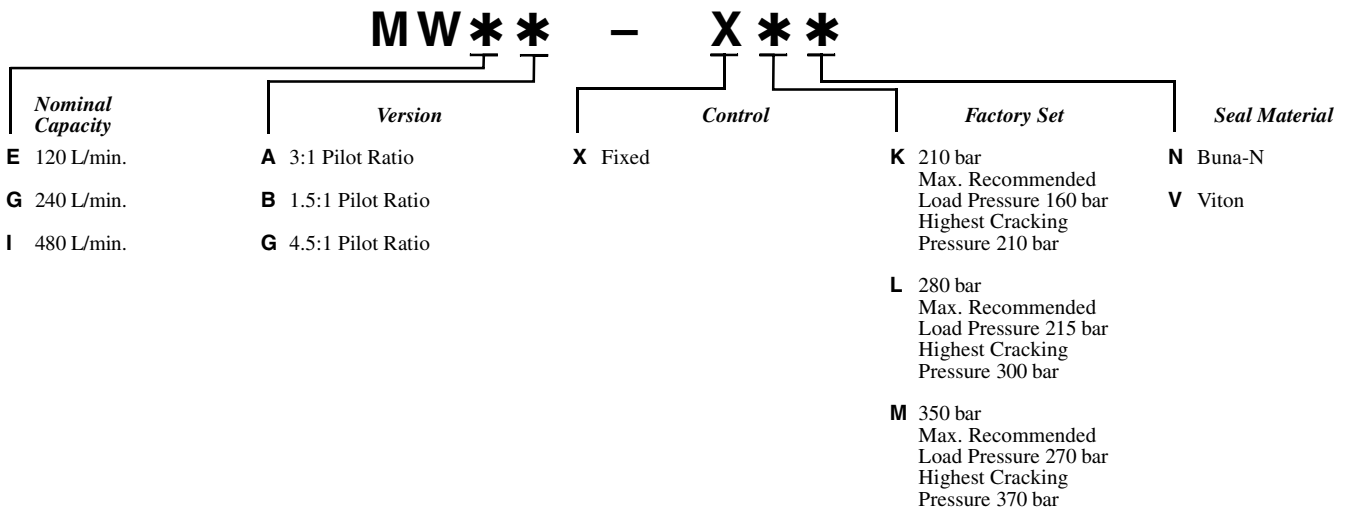 MW✱✱ – X✱✱
Nominal
Capacity
E 120 L/min.
G 240 L/min.
I 480 L/min.
Version
A 3:1 Pilot Ratio
B 1.5:1 Pilot Ratio
G 4.5:1 Pilot Ratio
Control
X Fixed
Factory Set
K 210 bar
Max. Recommended
Load Pressure 160 bar
Highest Cracking
Pressure 210 bar
L 280 bar
Max. Recommended
Load Pressure 215 bar
Highest Cracking
Pressure 300 bar
M 350 bar
Max. Recommended
Load Pressure 270 bar
Highest Cracking
Pressure 370 bar
Seal Material
N Buna-N
V Viton